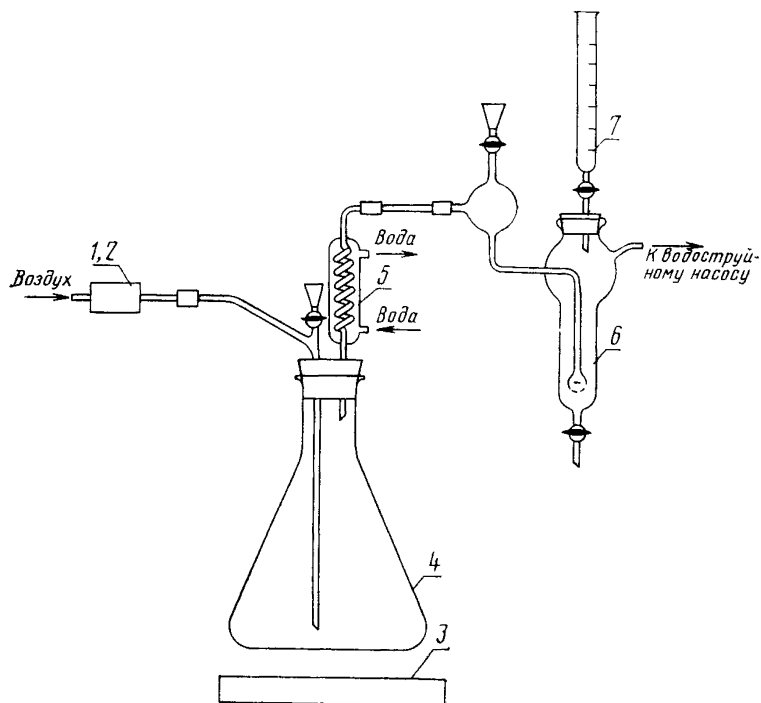 7
Вода
К водоструй-
ному насосу
1,2
Воздух
5
Вода
6
4
3